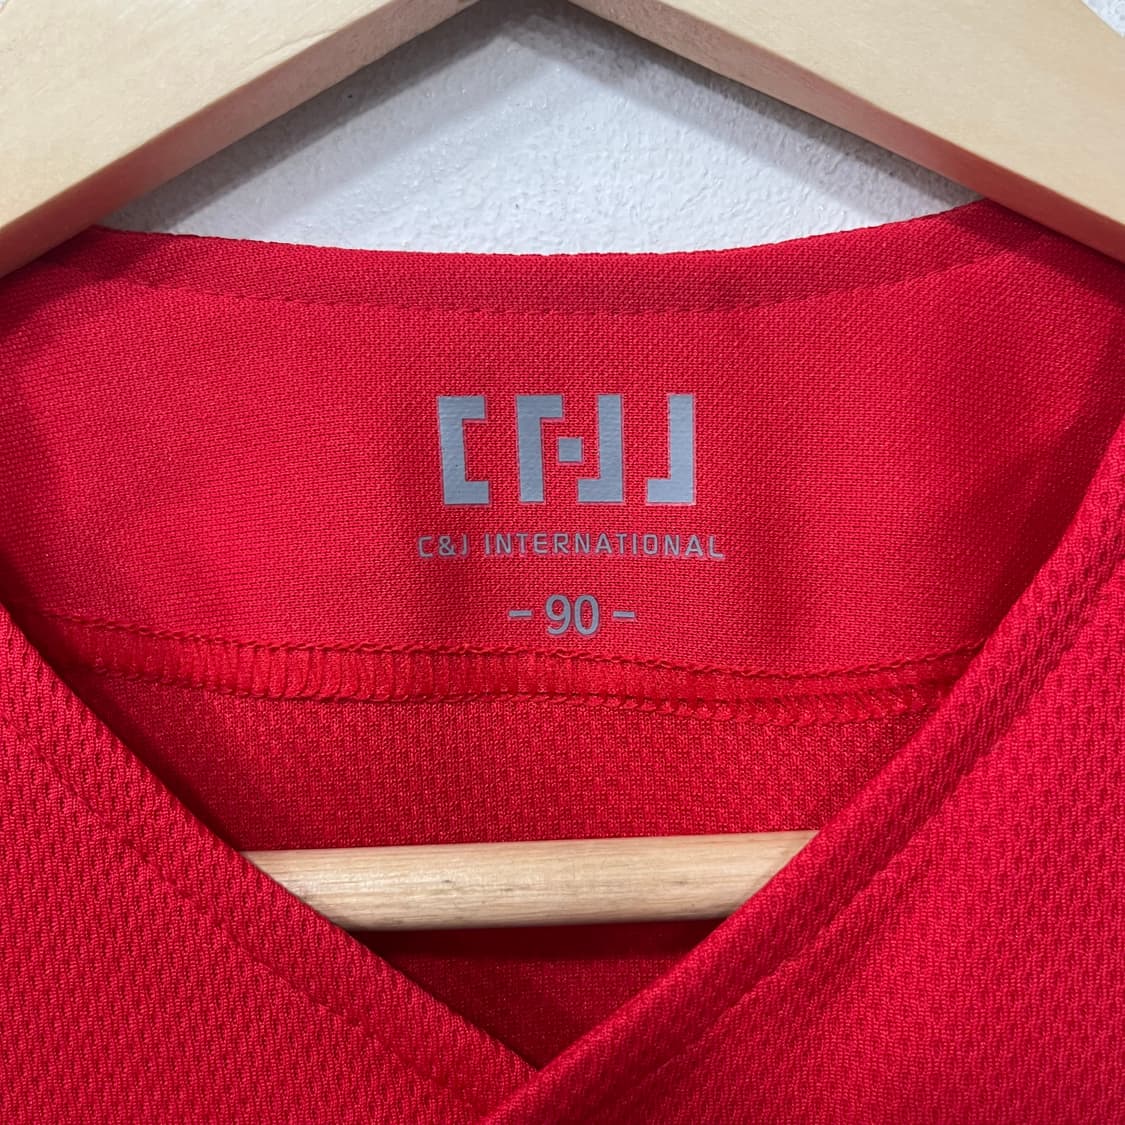 C&J INTERNATIONAL
- 90 -